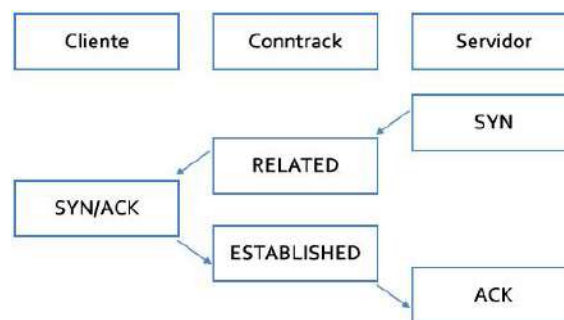 Cliente
Conntrack
Servidor
SYN
RELATED
SYN/ACK
ESTABLISHED
ACK